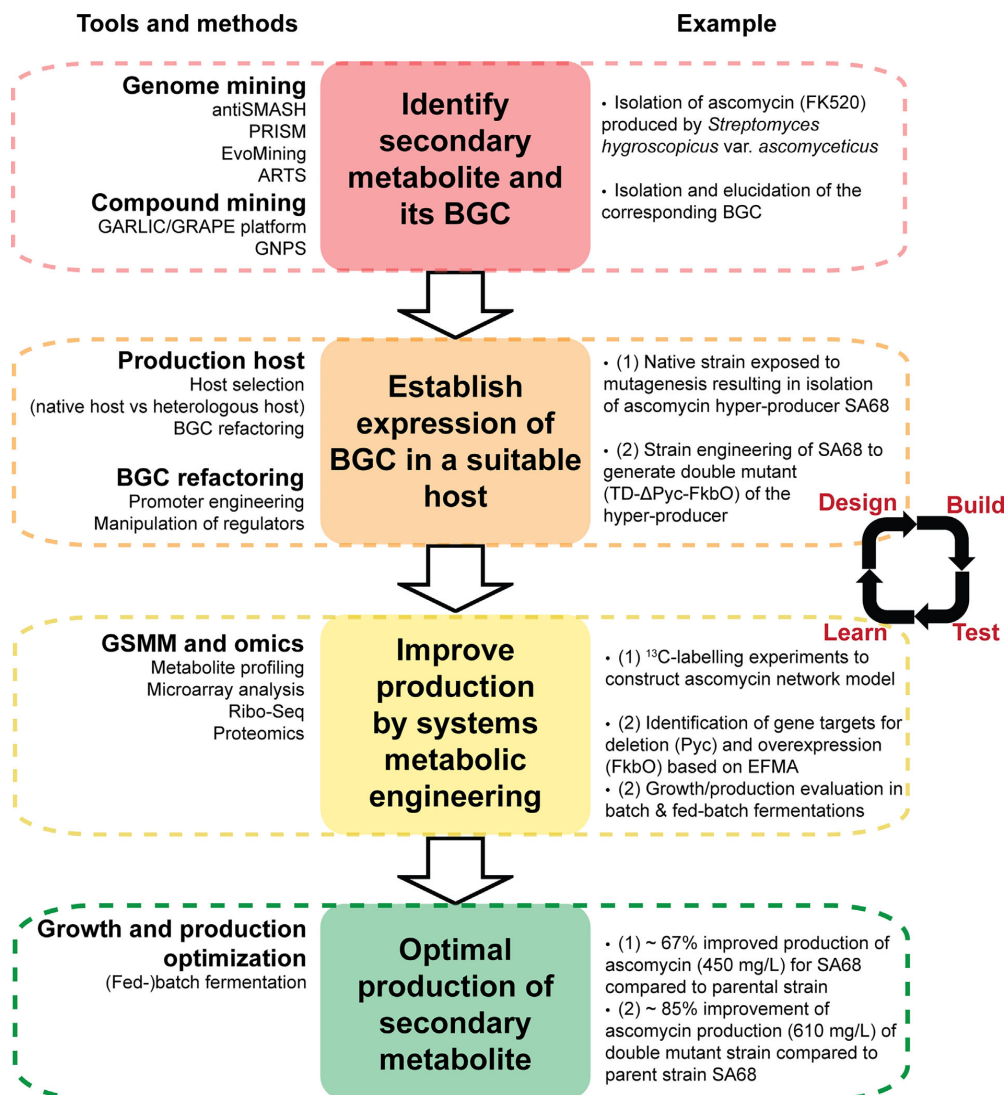 Tools and methods
Example
Genome mining
antiSMASH
PRISM
EvoMining
ARTS
Compound mining
GARLIC/GRAPE platform
GNPS
Identify
secondary
metabolite and
its BGC
• Isolation of ascomycin (FK520)
produced by Streptomyces
hygroscopicus var. ascomyceticus
• Isolation and elucidation of the
corresponding BGC
Production host
Host selection
(native host vs heterologous host)
BGC refactoring
BGC refactoring
Promoter engineering
Manipulation of regulators
Establish
expression of
BGC in a suitable
host
• (1) Native strain exposed to
mutagenesis resulting in isolation
of ascomycin hyper-producer SA68
• (2) Strain engineering of SA68 to
generate double mutant
(TD-ΔPyc-FkbO) of the
hyper-producer
Design
Build
Learn
Test
GSMM and omics
Metabolite profiling
Microarray analysis
Ribo-Seq
Proteomics
Improve
production
by systems
metabolic
engineering
• (1) ¹³C-labelling experiments to
construct ascomycin network model
• (2) Identification of gene targets for
deletion (Pyc) and overexpression
(FkbO) based on EFMA
• (2) Growth/production evaluation in
batch & fed-batch fermentations
Growth and production
optimization
(Fed-)batch fermentation
Optimal
production of
secondary
metabolite
• (1) ~ 67% improved production of
ascomycin (450 mg/L) for SA68
compared to parental strain
• (2) ~ 85% improvement of
ascomycin production (610 mg/L) of
double mutant strain compared to
parent strain SA68